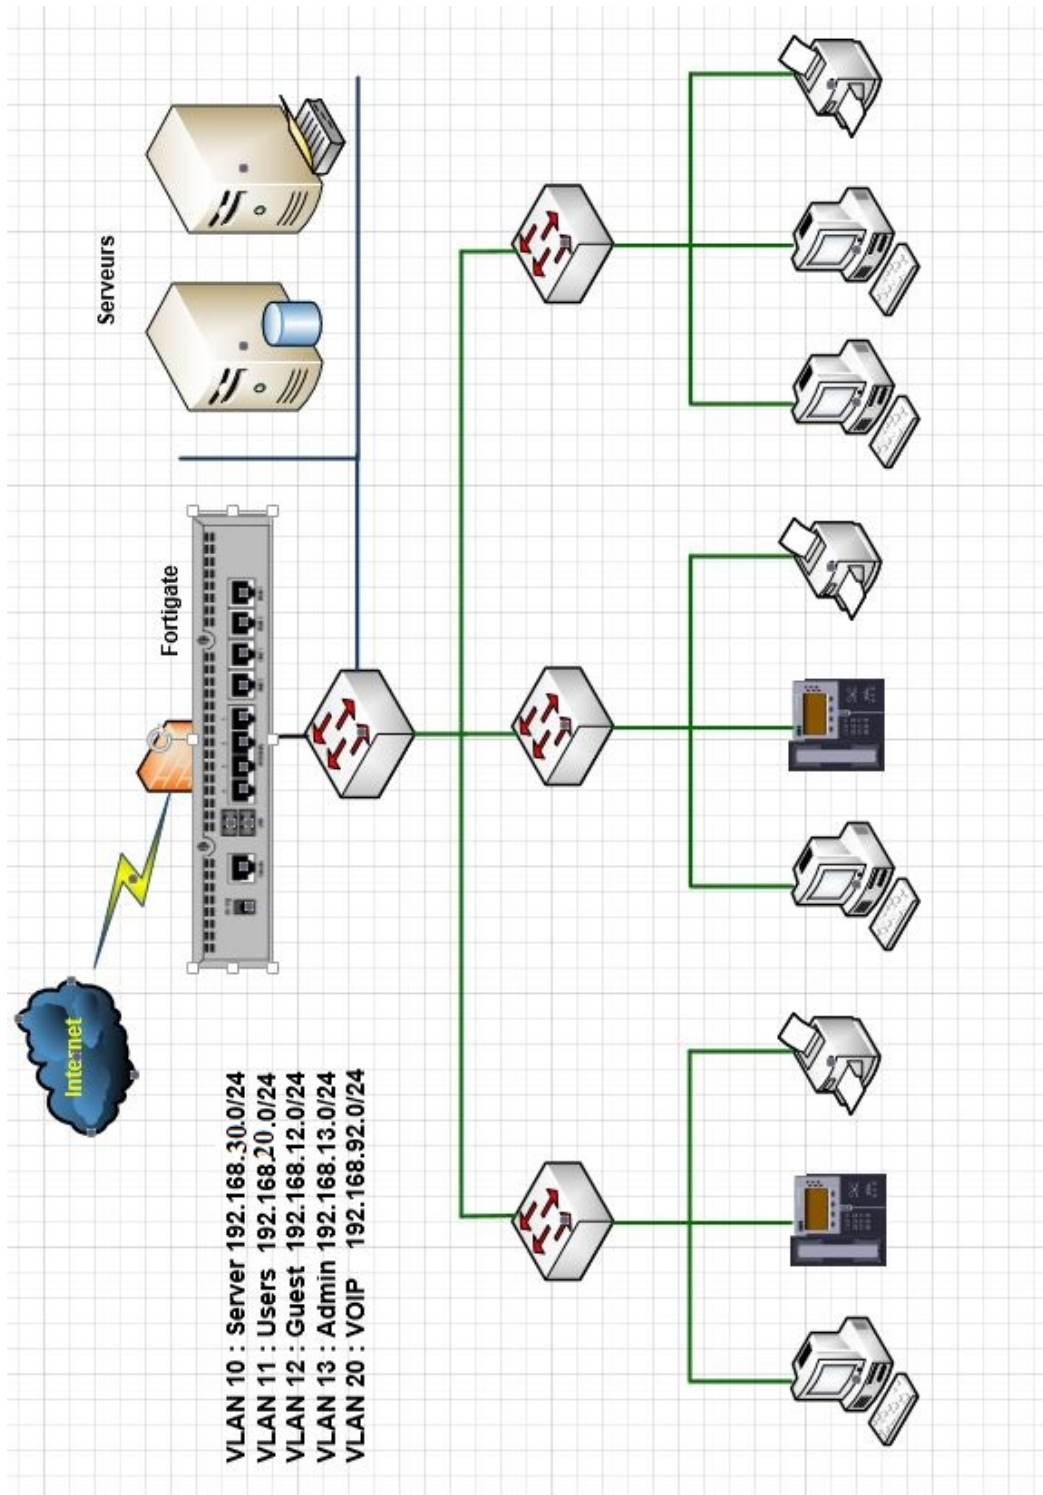 Internet
Fortigate
Serveurs
VLAN 10 : Server 192.168.30.0/24
VLAN 11 : Users 192.168.20.0/24
VLAN 12 : Guest 192.168.12.0/24
VLAN 13 : Admin 192.168.13.0/24
VLAN 20 : VOIP 192.168.92.0/24